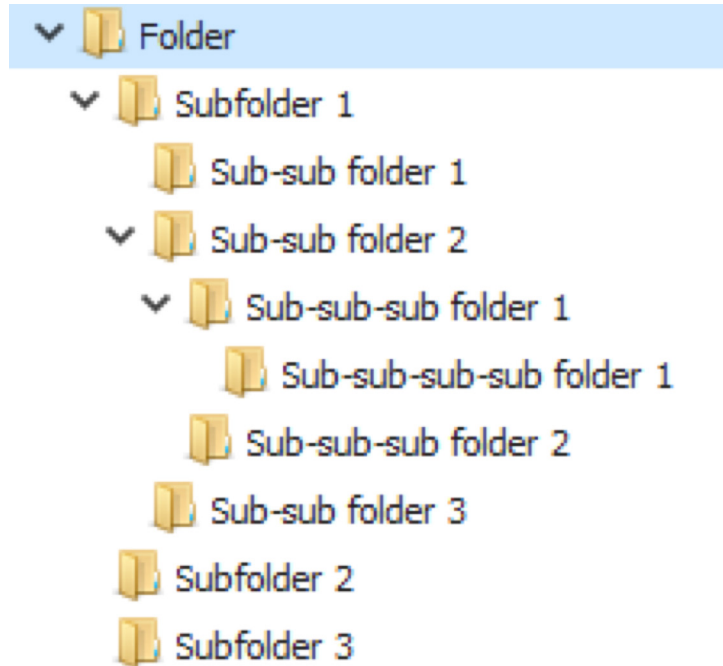 Folder
Subfolder 1
Sub-sub folder 1
Sub-sub folder 2
Sub-sub-sub folder 1
Sub-sub-sub-sub folder 1
Sub-sub-sub folder 2
Sub-sub folder 3
Subfolder 2
Subfolder 3